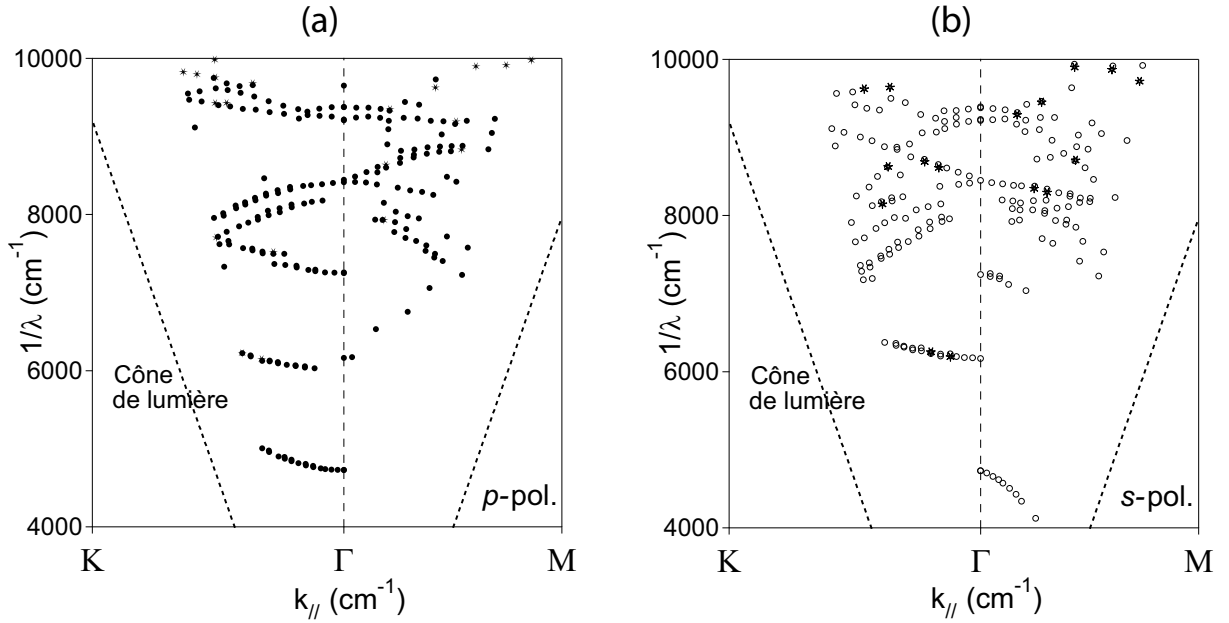 (a)
(b)
10000
8000
6000
4000
1/λ (cm⁻¹)
Cône
de lumière
p-pol.
K
Γ
M
k// (cm⁻¹)
10000
8000
6000
4000
1/λ (cm⁻¹)
Cône
de lumière
s-pol.
K
Γ
M
k// (cm⁻¹)